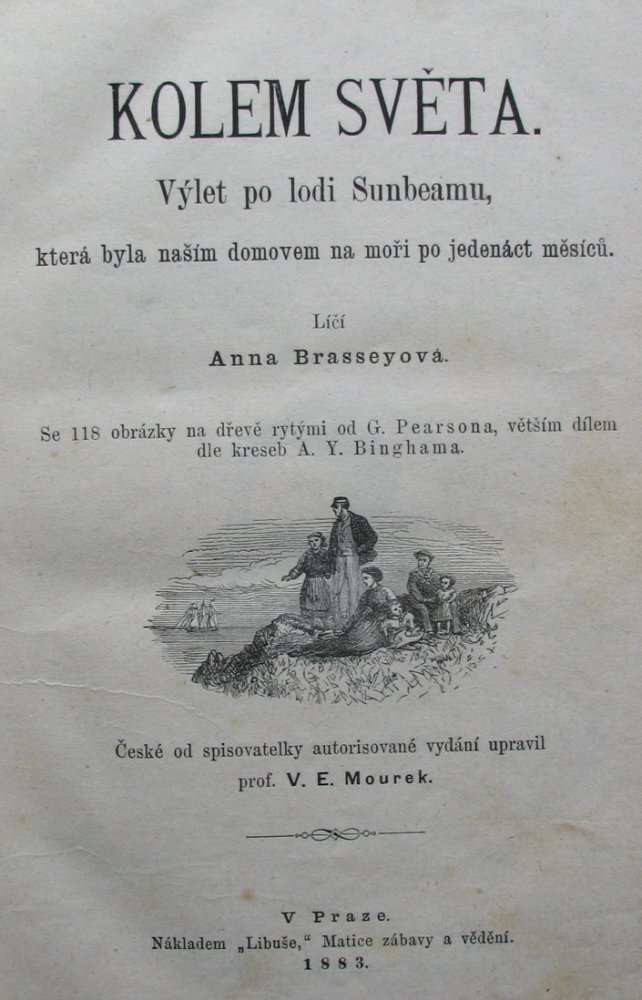 KOLEM SVĚTA.
Výlet po lodi Sunbeamu,
která byla naším domovem na moři po jedenáct měsíců.
Líčí
Anna Brasseyová.
Se 118 obrázky na dřevě rytými od G. Pearsona, větším dílem
dle kreseb A. Y. Binghama.
České od spisovatelky autorisované vydání upravil
prof. V. E. Mourek.
V Praze.
Nákladem „Libuše,“ Matice zábavy a vědění.
1883.